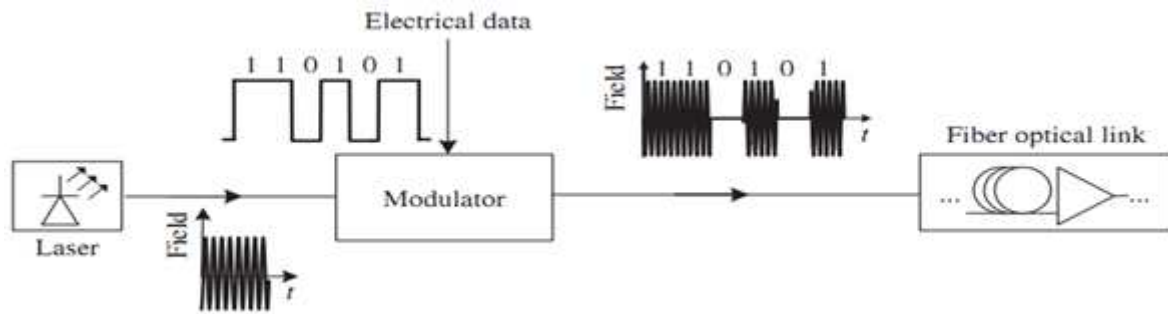 Electrical data
1 1 0 1 0 1
Field
1 1 0 1 0 1
t
Fiber optical link
Modulator
... ...
Laser
Field
t